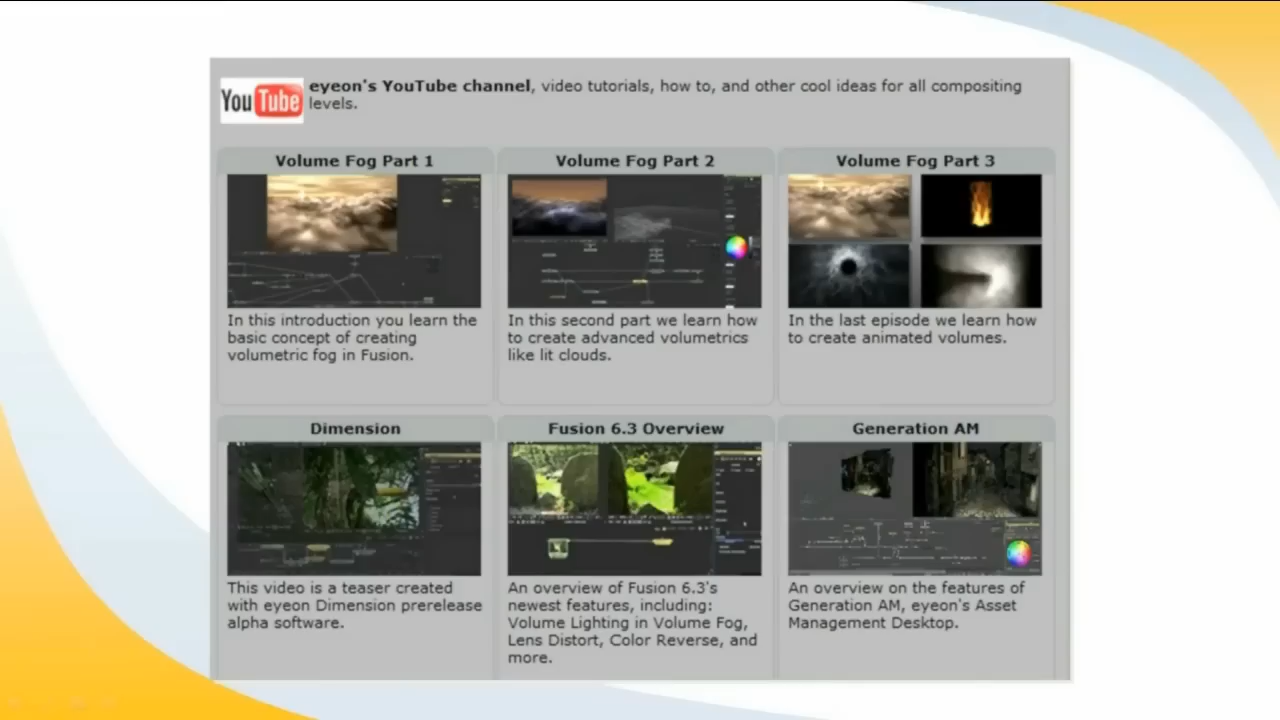 YouTube
eyeon's YouTube channel, video tutorials, how to, and other cool ideas for all compositing
levels.
Volume Fog Part 1
Volume Fog Part 2
Volume Fog Part 3
In this introduction you learn the
basic concept of creating
volumetric fog in Fusion.
In this second part we learn how
to create advanced volumetrics
like lit clouds.
In the last episode we learn how
to create animated volumes.
Dimension
Fusion 6.3 Overview
Generation AM
This video is a teaser created
with eyeon Dimension prerelease
alpha software.
An overview of Fusion 6.3's
newest features, including:
Volume Lighting in Volume Fog,
Lens Distort, Color Reverse, and
more.
An overview on the features of
Generation AM, eyeon's Asset
Management Desktop.